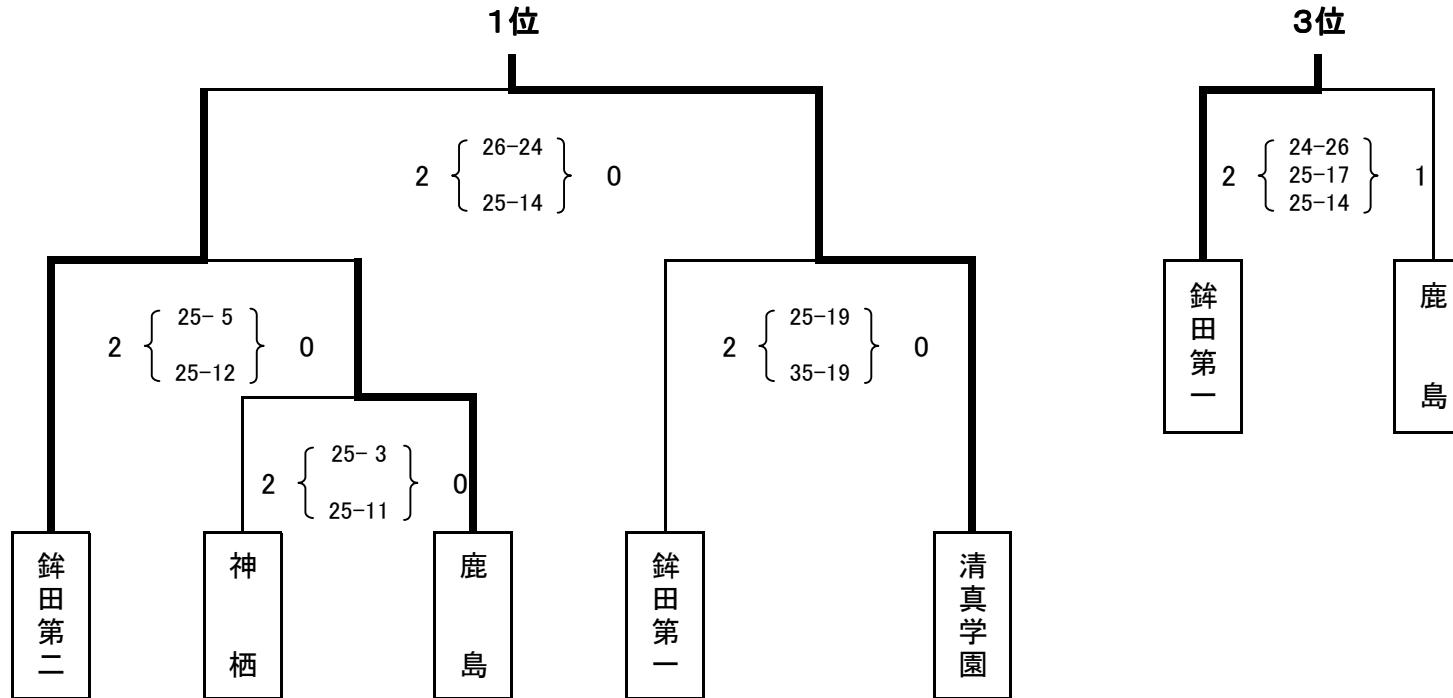 1位
3位
2 26-24 0
25-14
24-26
2 25-17 1
25-14
2 25- 5 0
25-12
2 25-19 0
35-19
2 25- 3 0
25-11
鉾田第一
鹿島
鉾田第二
神栖
鹿島
鉾田第一
清真学園